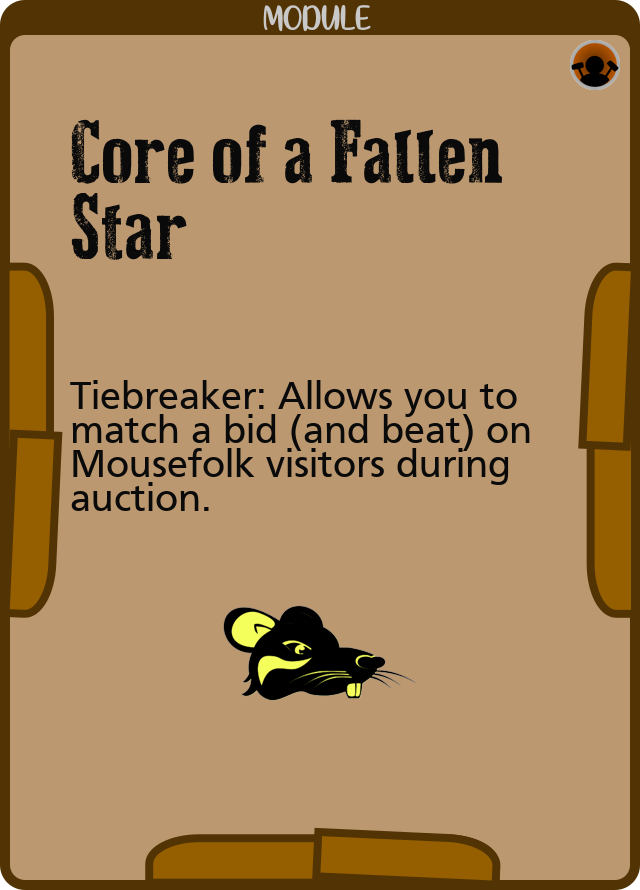 MODULE
Core of a Fallen
Star
Tiebreaker: Allows you to
match a bid (and beat) on
Mousefolk visitors during
auction.